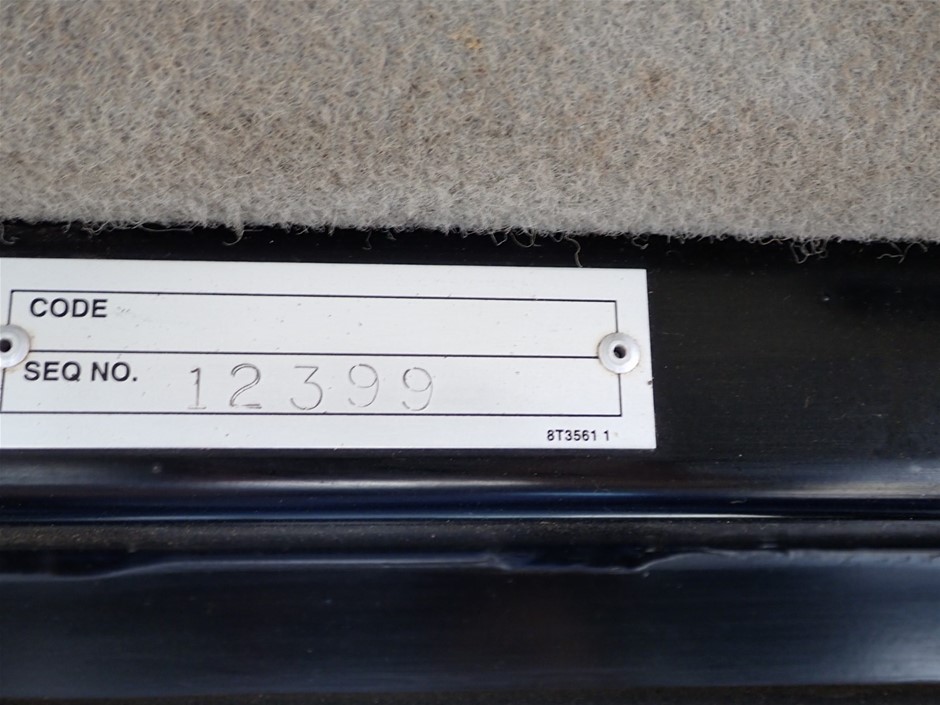 CODE
SEQ NO. 12399
8T3561 1